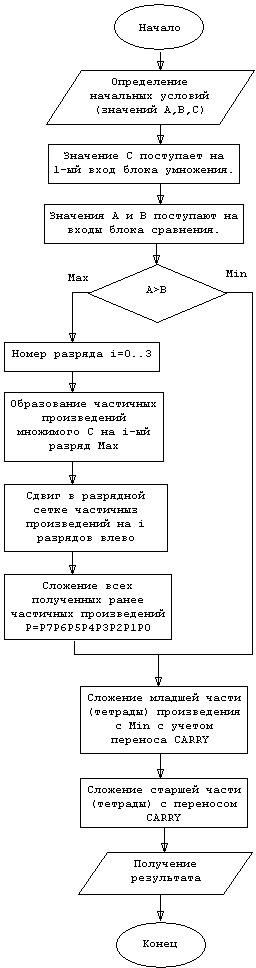 Начало
Определение
начальных условий
(значений A,B,C)
Значение C поступает на
1-ый вход блока умножения.
Значения A и B поступают на
входы блока сравнения.
Max
A>B
Min
Номер разряда i=0..3
Образование частичных
произведений
множимого C на i-ый
разряд Max
Сдвиг в разрядной
сетке частичных
произведений на i
разрядов влево
Сложение всех
полученных ранее
частичных произведений
P=P7P6P5P4P3P2P1P0
Сложение младшей части
(тетрады) произведения
с Min с учетом
переноса CARRY
Сложение старшей части
(тетрады) с переносом
CARRY
Получение
результата
Конец